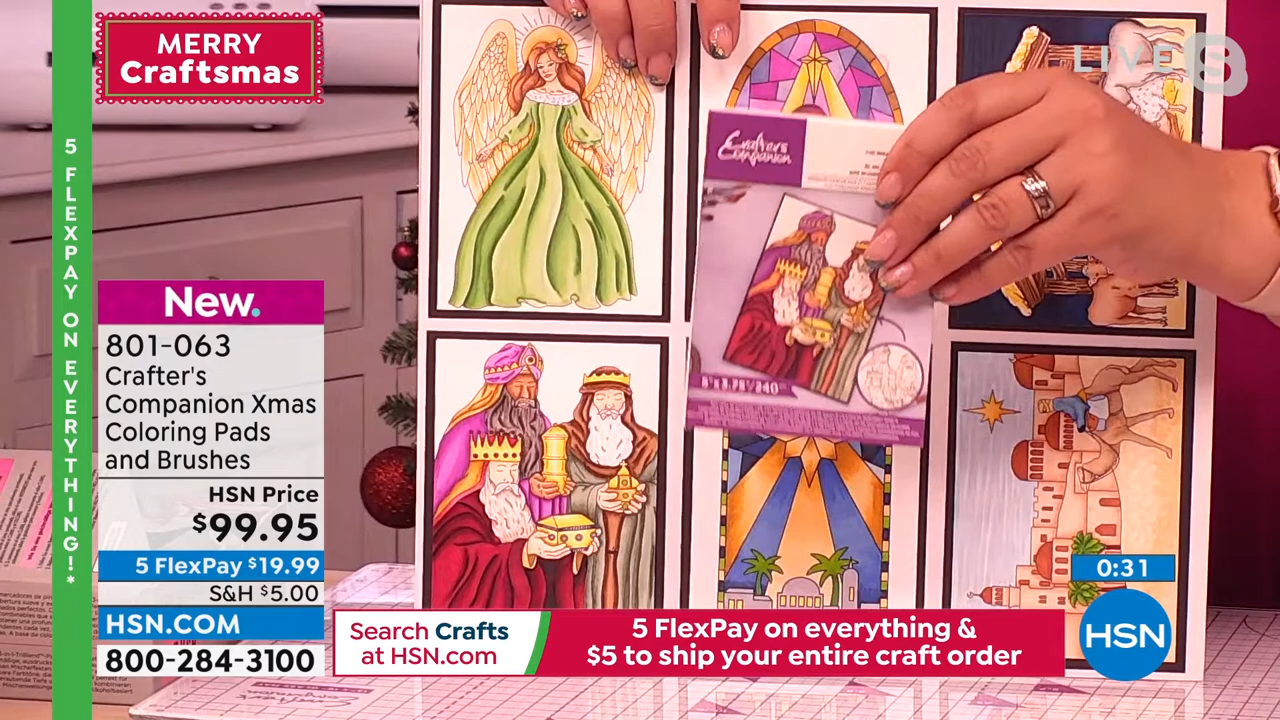 MERRY
Craftsmas
LIVE S
5 FLEXPAY ON EVERYTHING!*
Crafter's
Companion
New.
801-063
Crafter's
Companion Xmas
Coloring Pads
and Brushes
HSN Price
$99.95
5 FlexPay $19.99
S&H $5.00
HSN.COM
800-284-3100
0:31
Search Crafts
at HSN.com
5 FlexPay on everything &
$5 to ship your entire craft order
HSN